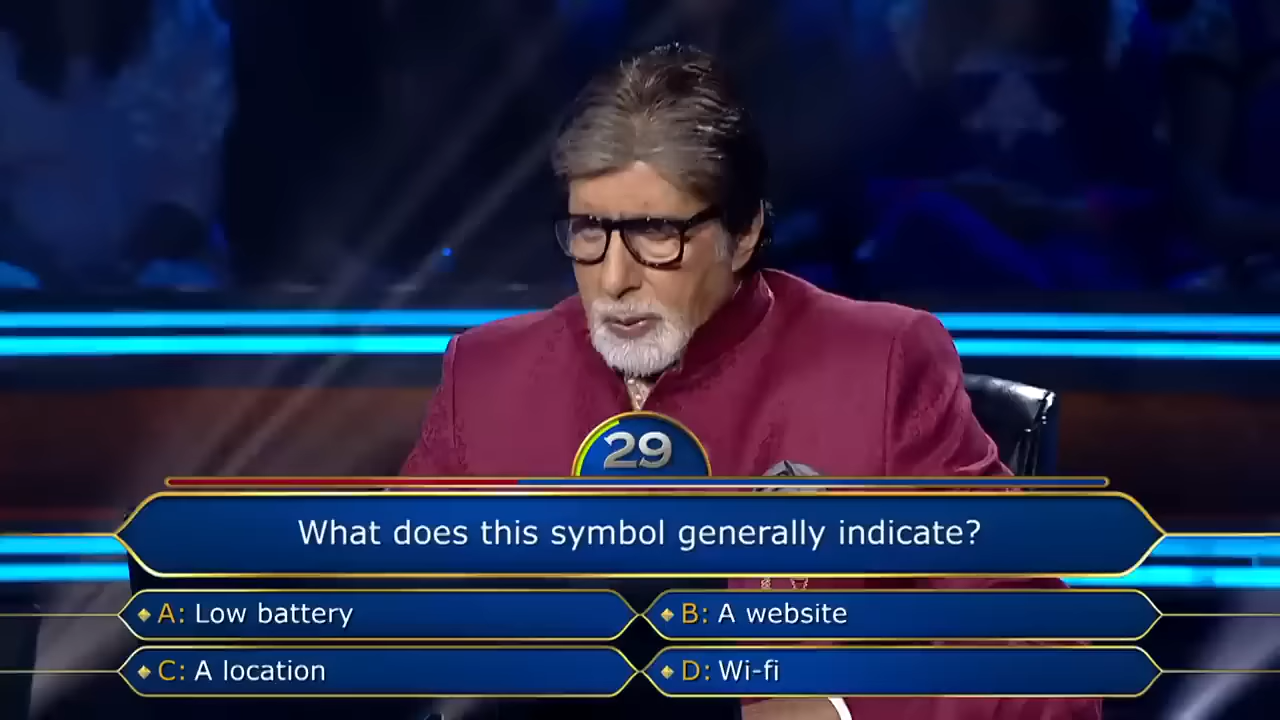 29
What does this symbol generally indicate?
A: Low battery
B: A website
C: A location
D: Wi-fi